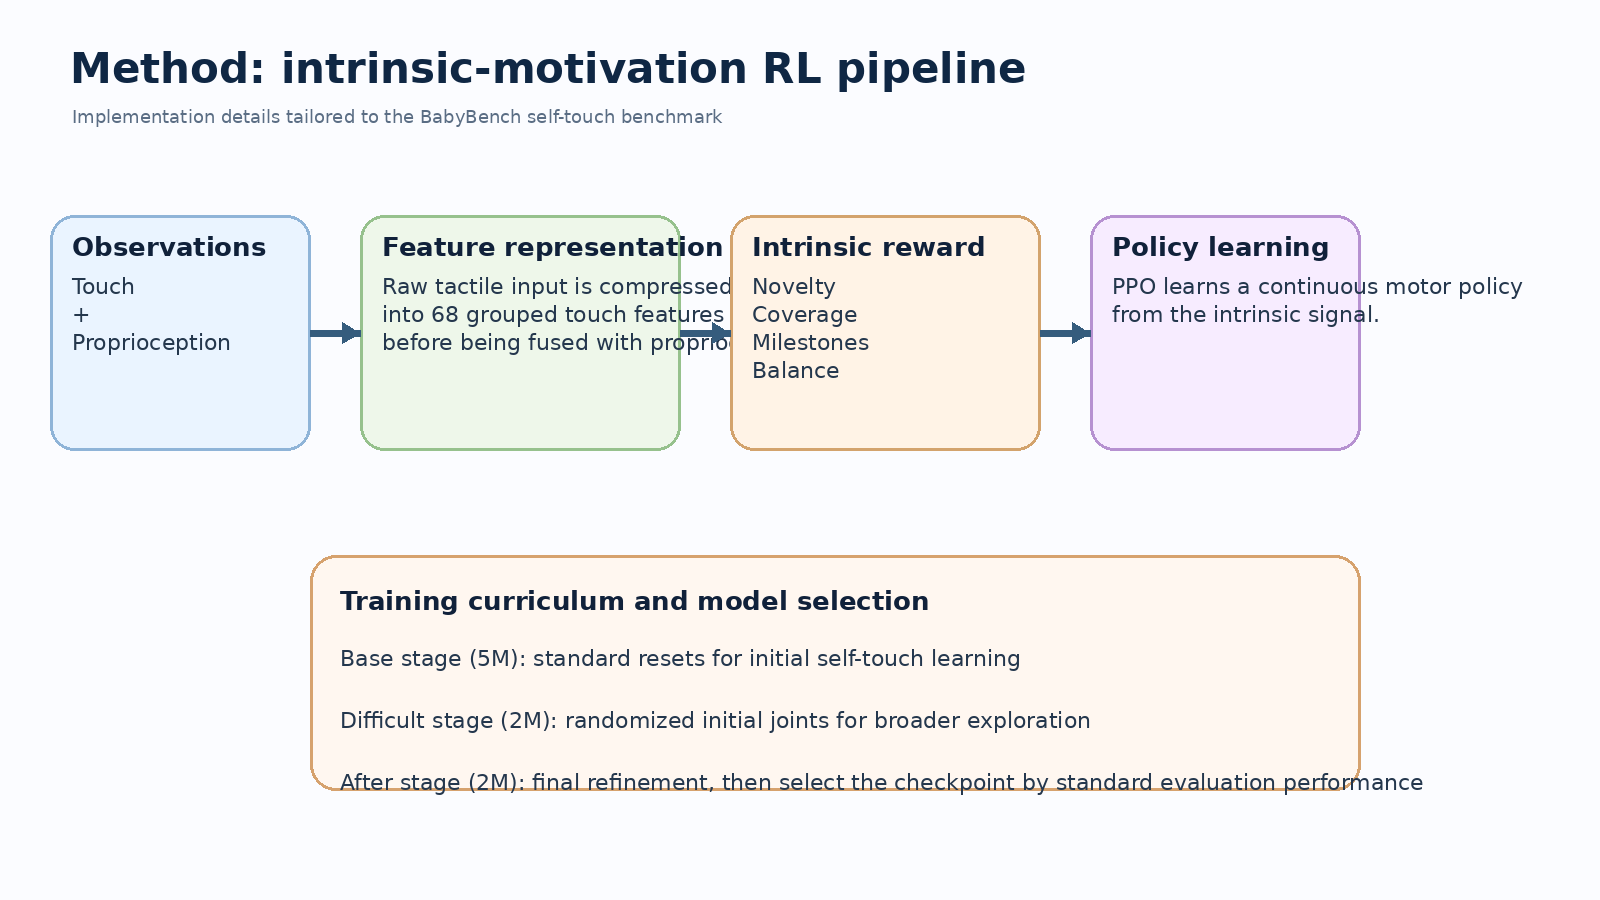 Method: intrinsic-motivation RL pipeline
Implementation details tailored to the BabyBench self-touch benchmark
Observations
Touch
+
Proprioception
Feature representation
Raw tactile input is compressed
into 68 grouped touch features
before being fused with
Intrinsic reward
Novelty
Coverage
Milestones
Balance
Policy learning
PPO learns a continuous motor policy
from the intrinsic signal.
Training curriculum and model selection
Base stage (5M): standard resets for initial self-touch learning
Difficult stage (2M): randomized initial joints for broader exploration
After stage (2M): final refinement, then select the checkpoint by standard evaluation performance